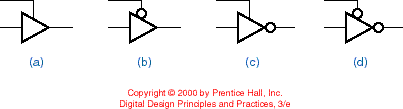 (a)
(b)
(c)
(d)
Copyright © 2000 by Prentice Hall, Inc.
Digital Design Principles and Practices, 3/e